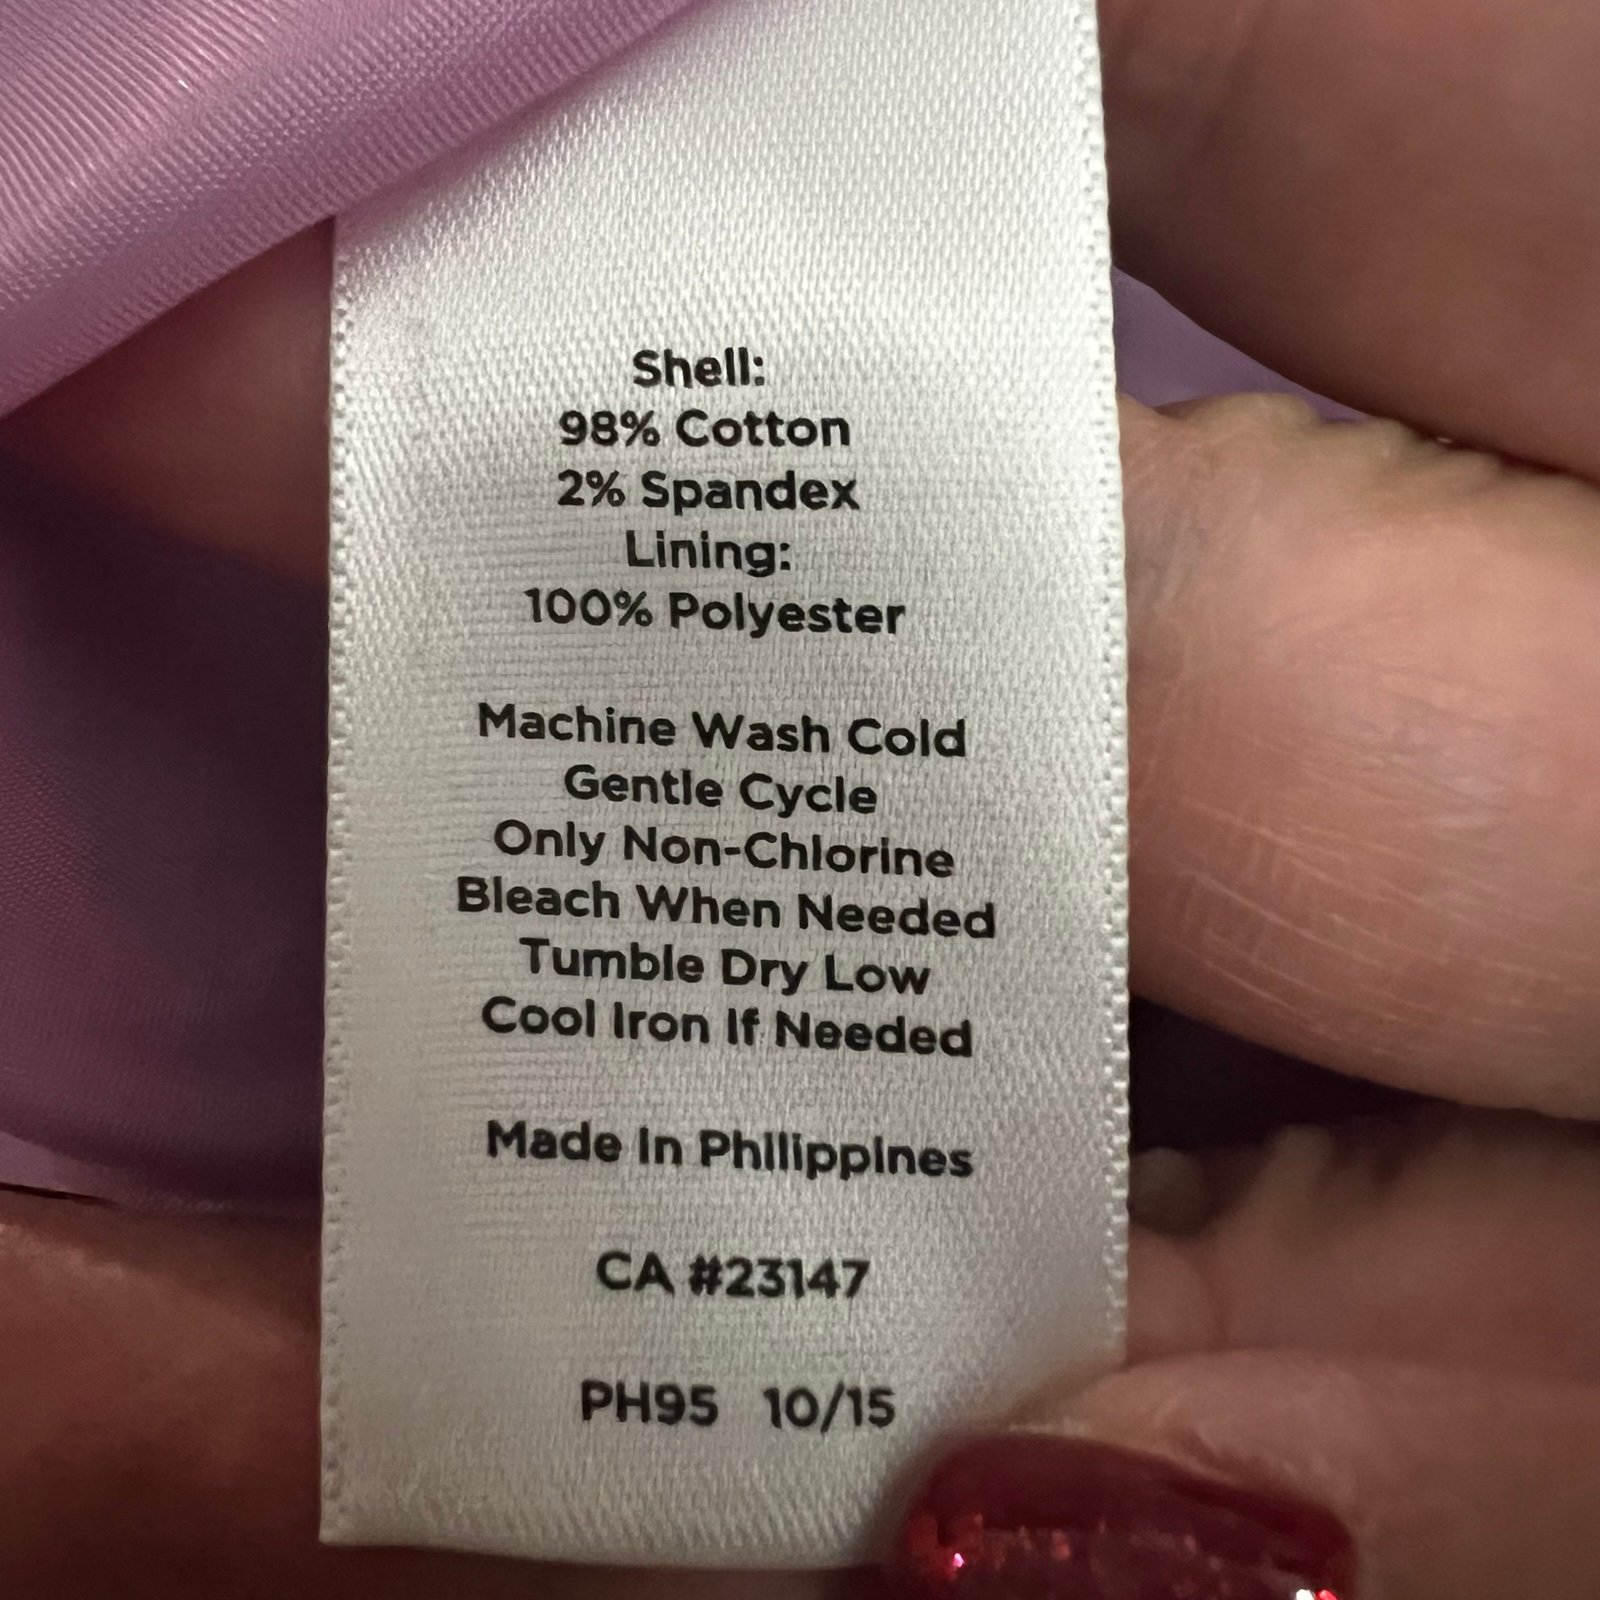 Shell:
98% Cotton
2% Spandex
Lining:
100% Polyester
Machine Wash Cold
Gentle Cycle
Only Non-Chlorine
Bleach When Needed
Tumble Dry Low
Cool Iron If Needed
Made In Philippines
CA #23147
PH95 10/15